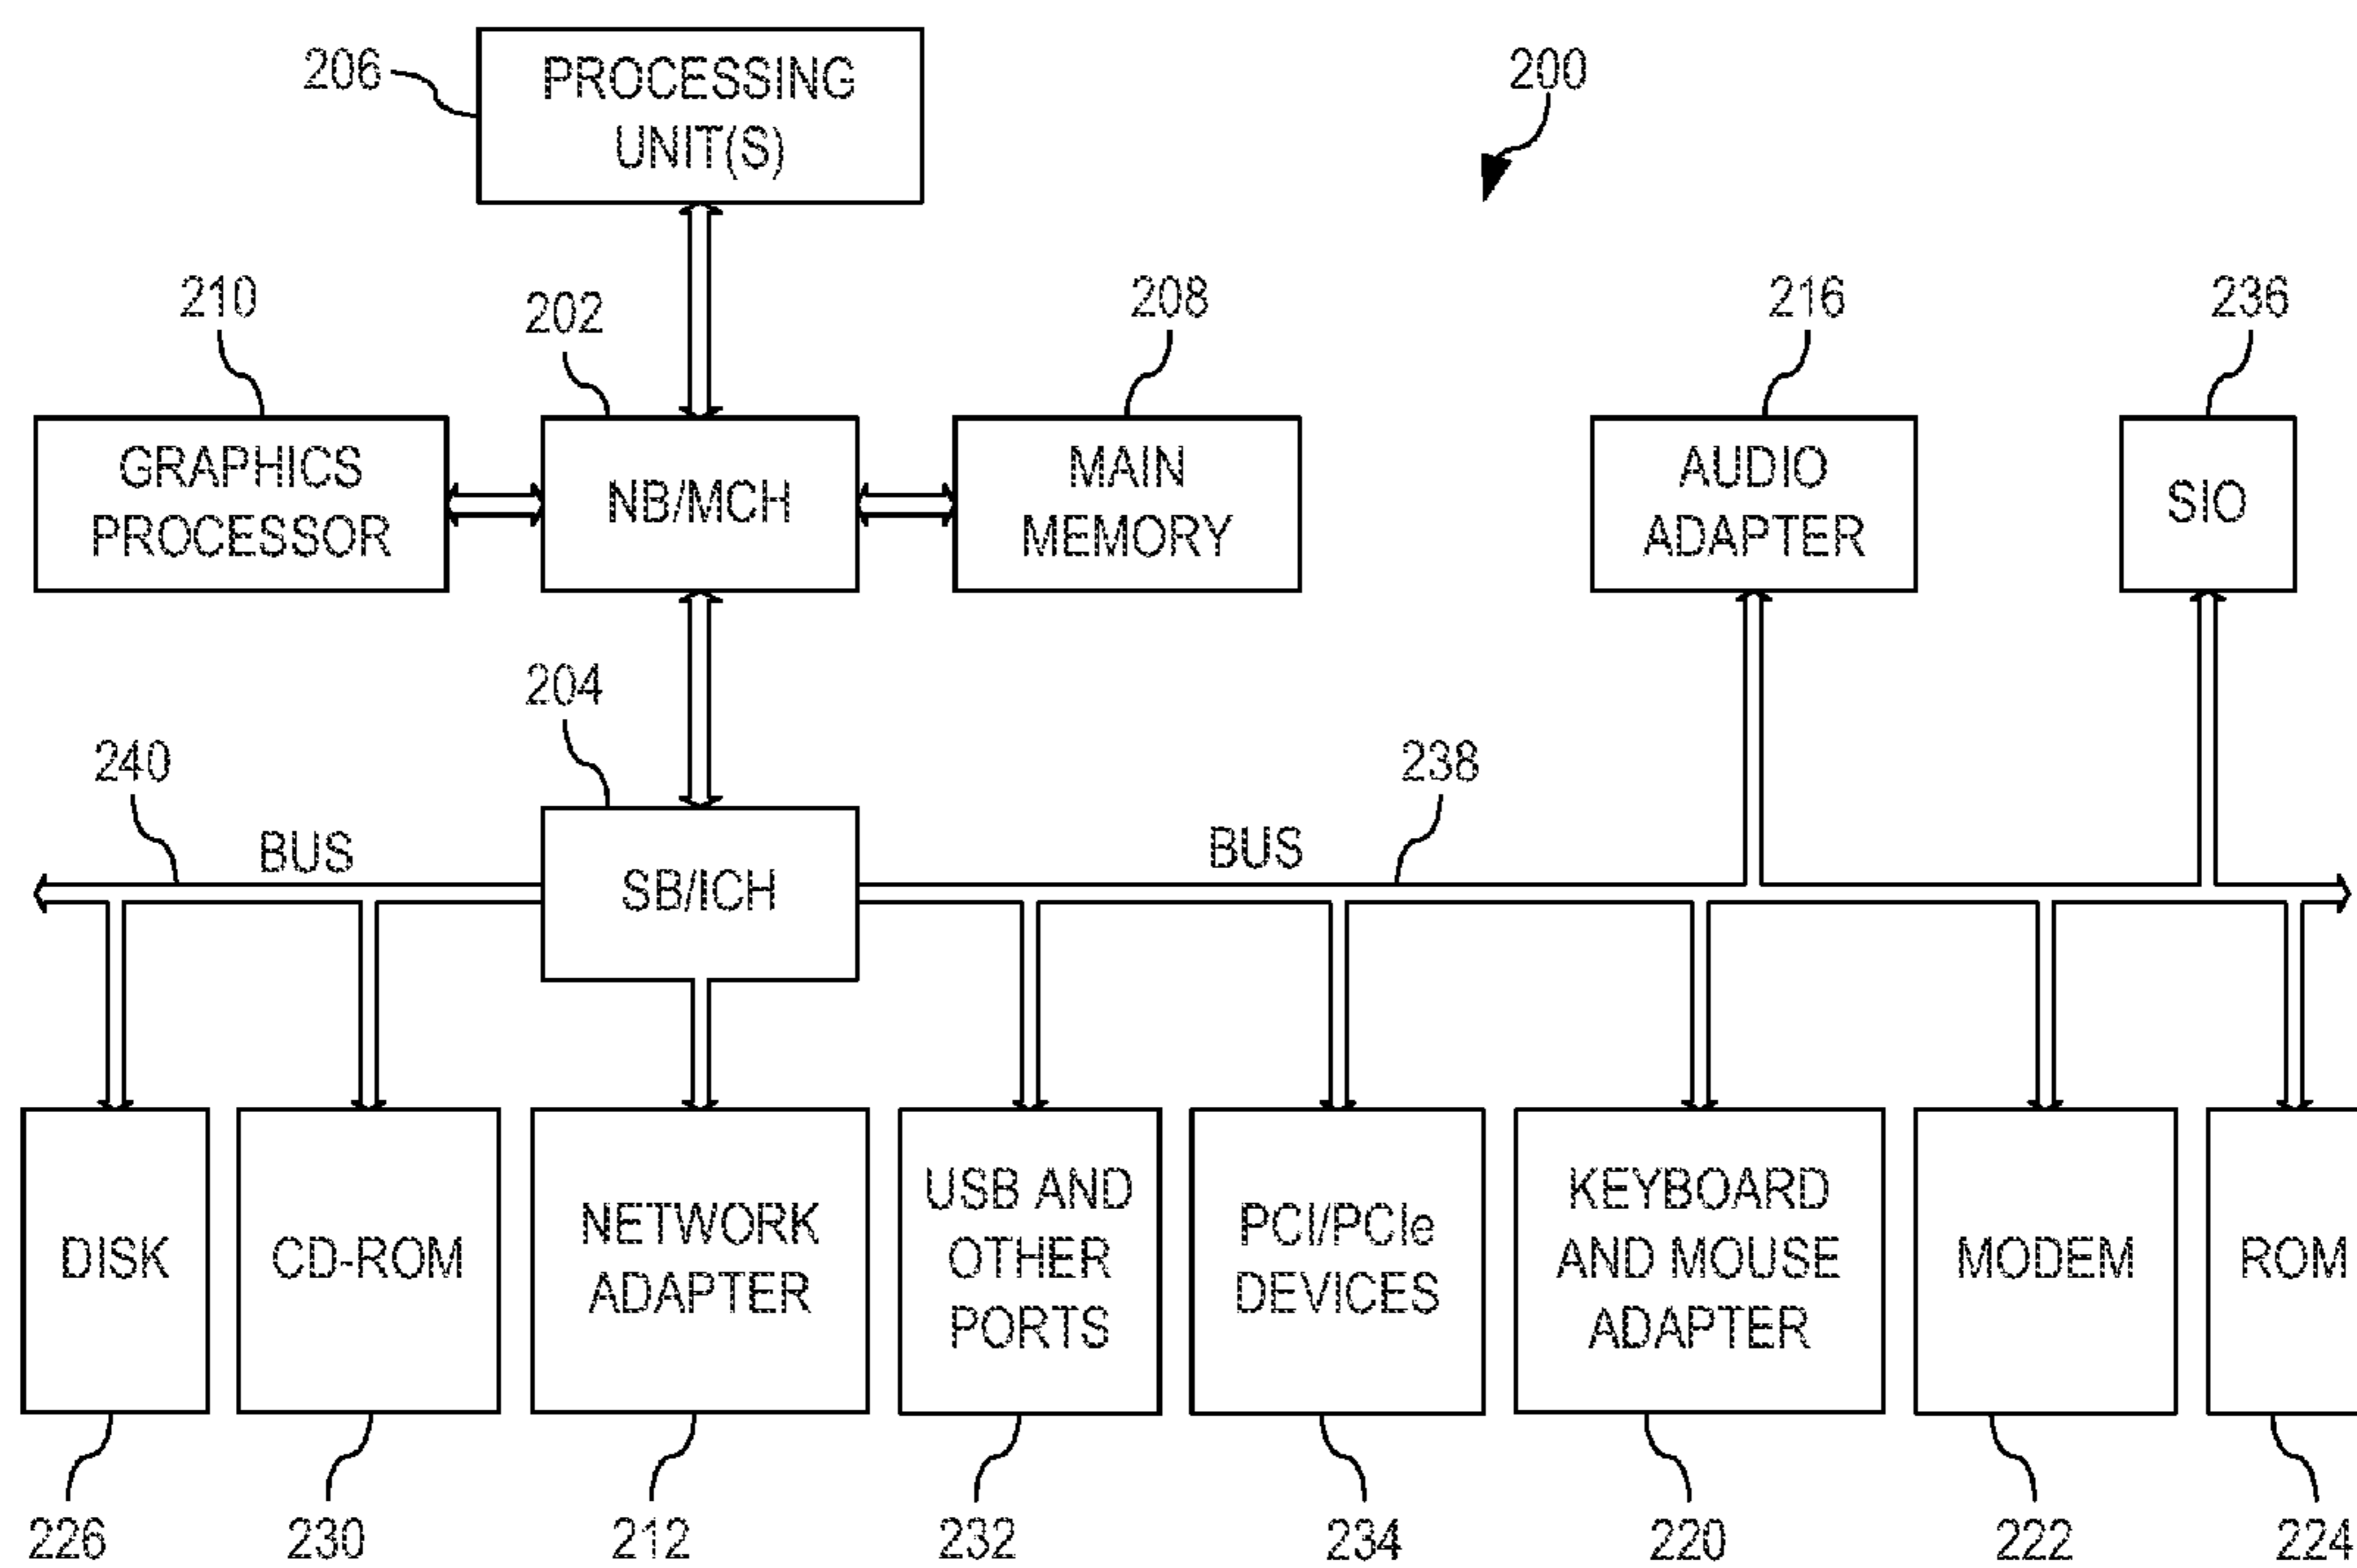 206
PROCESSING
UNIT(S)
200
210
202
208
216
236
GRAPHICS
PROCESSOR
NB/MCH
MAIN
MEMORY
AUDIO
ADAPTER
SIO
204
240
238
BUS
BUS
SB/ICH
DISK
CD-ROM
NETWORK
ADAPTER
USB AND
OTHER
PORTS
PCI/PCIe
DEVICES
KEYBOARD
AND MOUSE
ADAPTER
MODEM
ROM
226
230
212
232
234
220
222
224